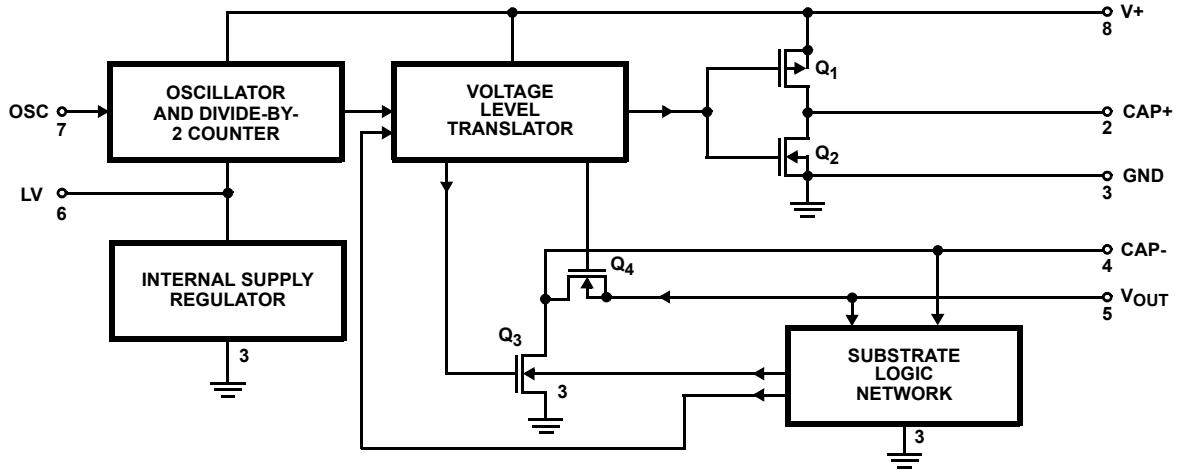 V+
8
OSCILLATOR
AND DIVIDE-BY-
2 COUNTER
VOLTAGE
LEVEL
TRANSLATOR
Q1
OSC
7
CAP+
2
Q2
LV
6
GND
3
CAP-
4
INTERNAL SUPPLY
REGULATOR
Q4
VOUT
5
3
Q3
SUBSTRATE
LOGIC
NETWORK
3
3